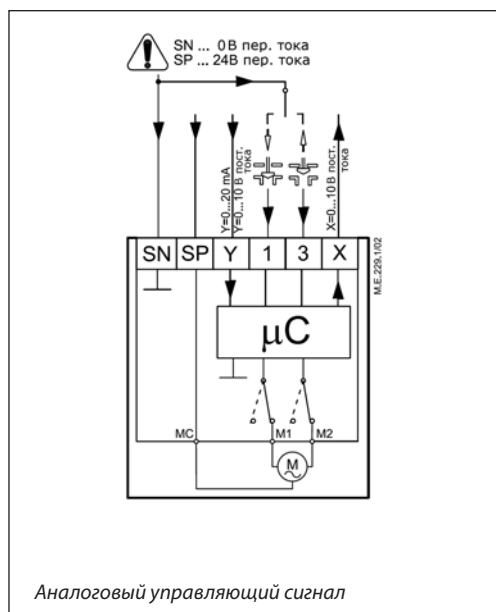 SN ... 0В пер. тока
SP ... 24В пер. тока
Y=0...20 mA
Y=0...10 В пост. тока
X=0...10 В пост. тока
SN SP Y 1 3 X
M.E.229.1/02
µC
MC M1 M2
M
Аналоговый управляющий сигнал